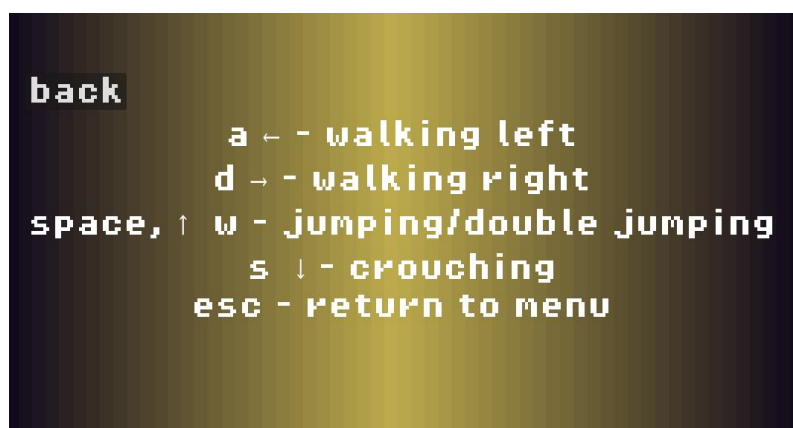 back
a ← - walking left
d → - walking right
space, ↑ w - jumping/double jumping
s ↓ - crouching
esc - return to menu